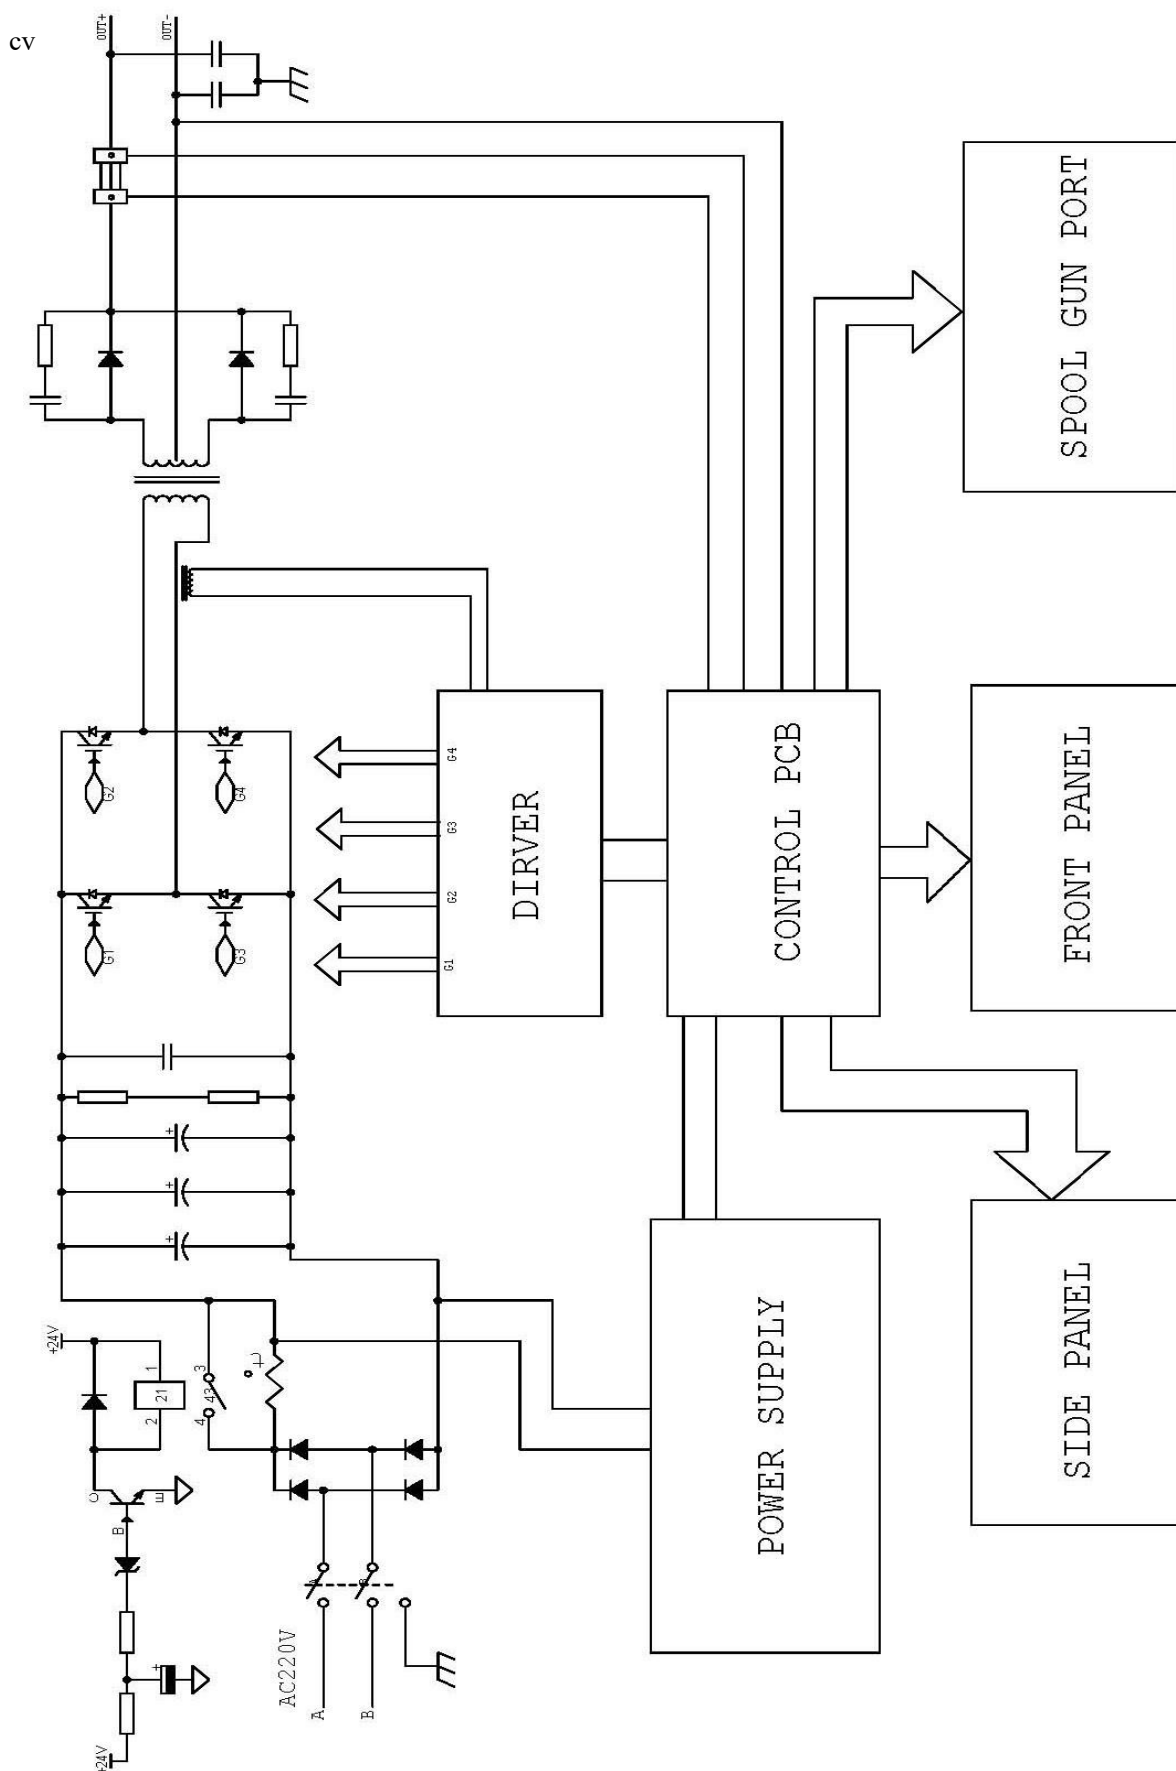 cv
OUT+
OUT-
SPOOL GUN PORT
G2
G4
G1
G3
G4
G3
G2
G1
DIRVER
CONTROL PCB
FRONT PANEL
+24V
1
21
2
3
43
4
C
E
B
A
B
AC220V
A
B
+24V
+
+
+
+
POWER SUPPLY
SIDE PANEL